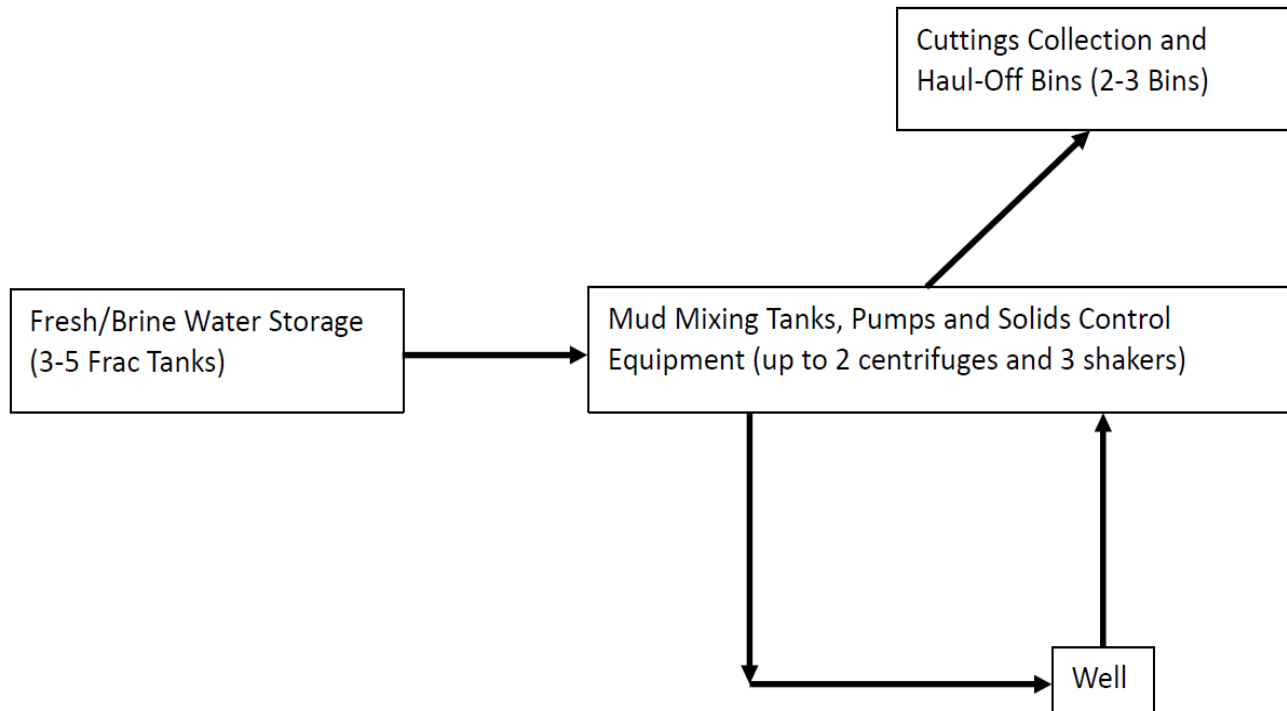 Cuttings Collection and
Haul-Off Bins (2-3 Bins)
Fresh/Brine Water Storage
(3-5 Frac Tanks)
Mud Mixing Tanks, Pumps and Solids Control
Equipment (up to 2 centrifuges and 3 shakers)
Well